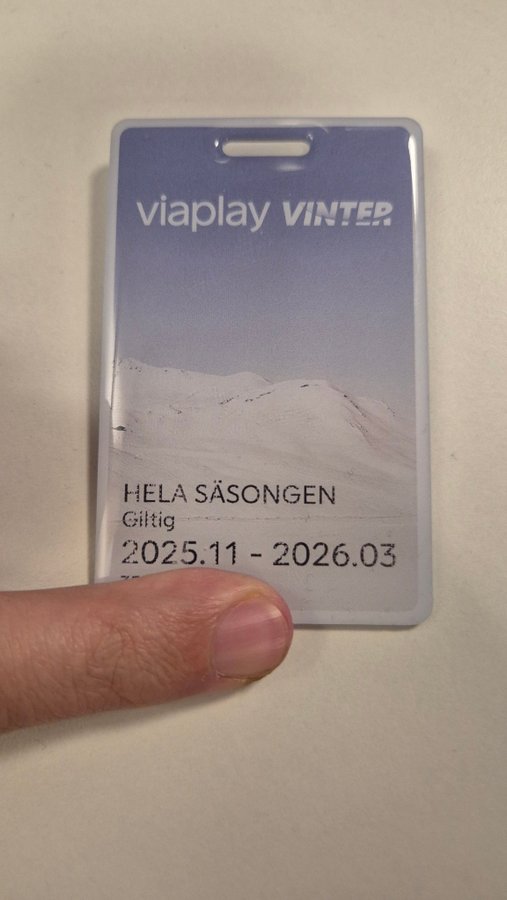 viaplay VINTER
HELA SÄSONGEN
Giltig
2025.11 - 2026.03